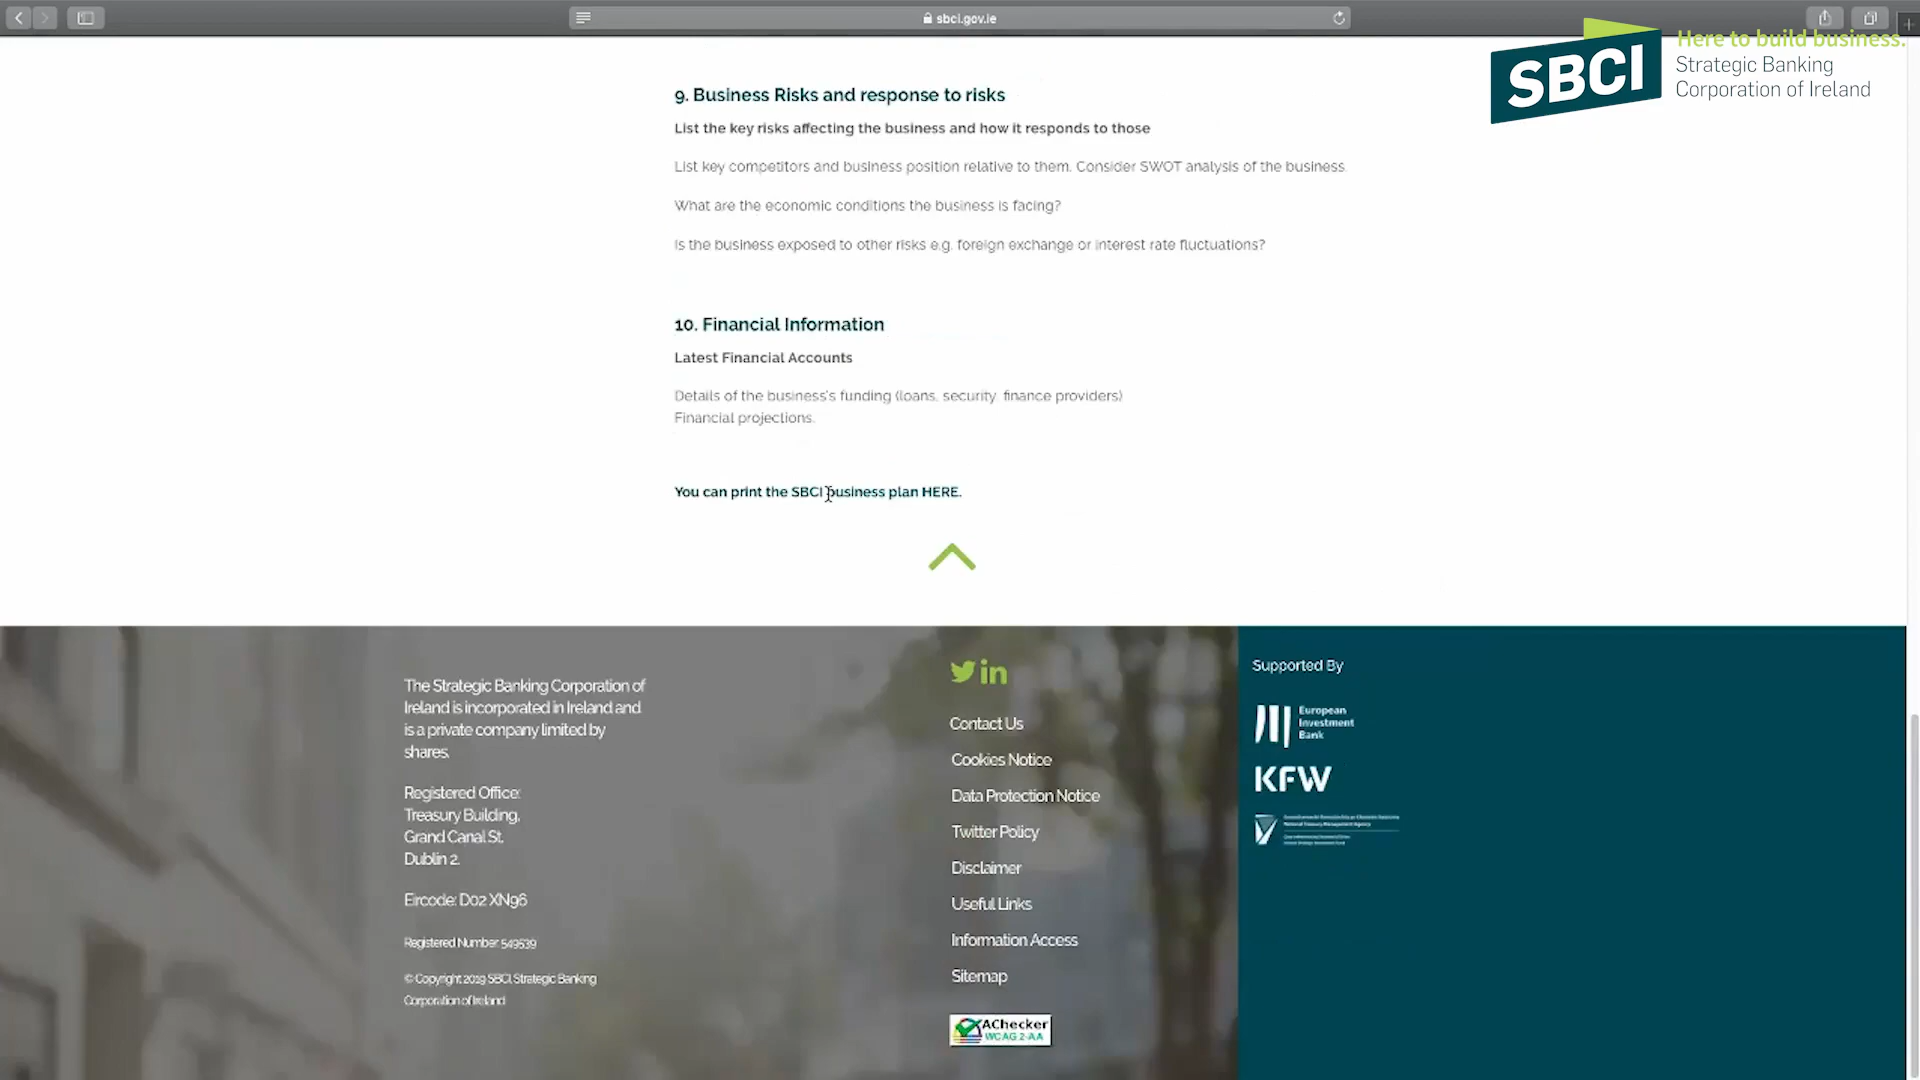 sbci.gov.ie
SBCI
Here to build business.
Strategic Banking
Corporation of Ireland
9. Business Risks and response to risks
List the key risks affecting the business and how it responds to those
List key competitors and business position relative to them. Consider SWOT analysis of the business
What are the economic conditions the business is facing?
Is the business exposed to other risks e.g. foreign exchange or interest rate fluctuations?
10. Financial Information
Latest Financial Accounts
Details of the business's funding (loans, security finance providers)
Financial projections.
You can print the SBCI business plan HERE.
The Strategic Banking Corporation of
Ireland is incorporated in Ireland and
is a private company limited by
shares.
Registered Office:
Treasury Building,
Grand Canal St,
Dublin 2.
Eircode: D02 XN96
Registered Number: 549539
© Copyright 2019 SBCI, Strategic Banking
Corporation of Ireland
in
Contact Us
Cookies Notice
Data Protection Notice
Twitter Policy
Disclaimer
Useful Links
Information Access
Sitemap
AChecker
WCAG 2-AA
Supported By
European
Investment
Bank
KFW